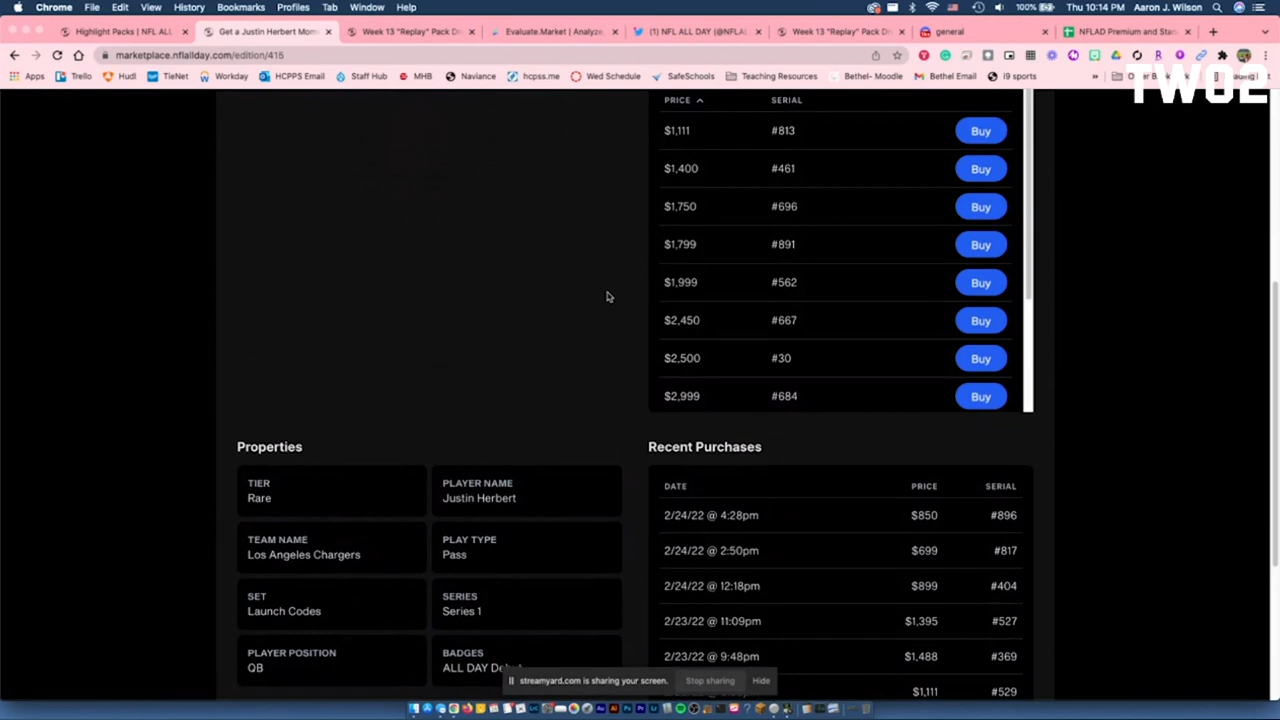 Chrome File Edit View History Bookmarks Profiles Tab Window Help 100% Thu 10:14 PM Aaron J. Wilson
Highlight Packs | NFL ALL Get a Justin Herbert Mom Week 13 "Replay" Pack Dr Evaluate.Market | Analyze (1) NFL ALL DAY (@NFLAL Week 13 "Replay" Pack Dr general NFLAD Premium and Stan
marketplace.nflallday.com/edition/415
Apps Trello Hudl TieNet Workday HCPPS Email Staff Hub MHB Naviance hcpss.me Wed Schedule SafeSchools Teaching Resources Bethel- Moodle Bethel Email i9 sports
TWO2
PRICE SERIAL
$1,111 #813 Buy
$1,400 #461 Buy
$1,750 #696 Buy
$1,799 #891 Buy
$1,999 #562 Buy
$2,450 #667 Buy
$2,500 #30 Buy
$2,999 #684 Buy
Properties
TIER
Rare
PLAYER NAME
Justin Herbert
TEAM NAME
Los Angeles Chargers
PLAY TYPE
Pass
SET
Launch Codes
SERIES
Series 1
PLAYER POSITION
QB
BADGES
ALL DAY
Recent Purchases
DATE PRICE SERIAL
2/24/22 @ 4:28pm $850 #896
2/24/22 @ 2:50pm $699 #817
2/24/22 @ 12:18pm $899 #404
2/23/22 @ 11:09pm $1,395 #527
2/23/22 @ 9:48pm $1,488 #369
$1,111 #529
streamyard.com is sharing your screen. Stop sharing Hide